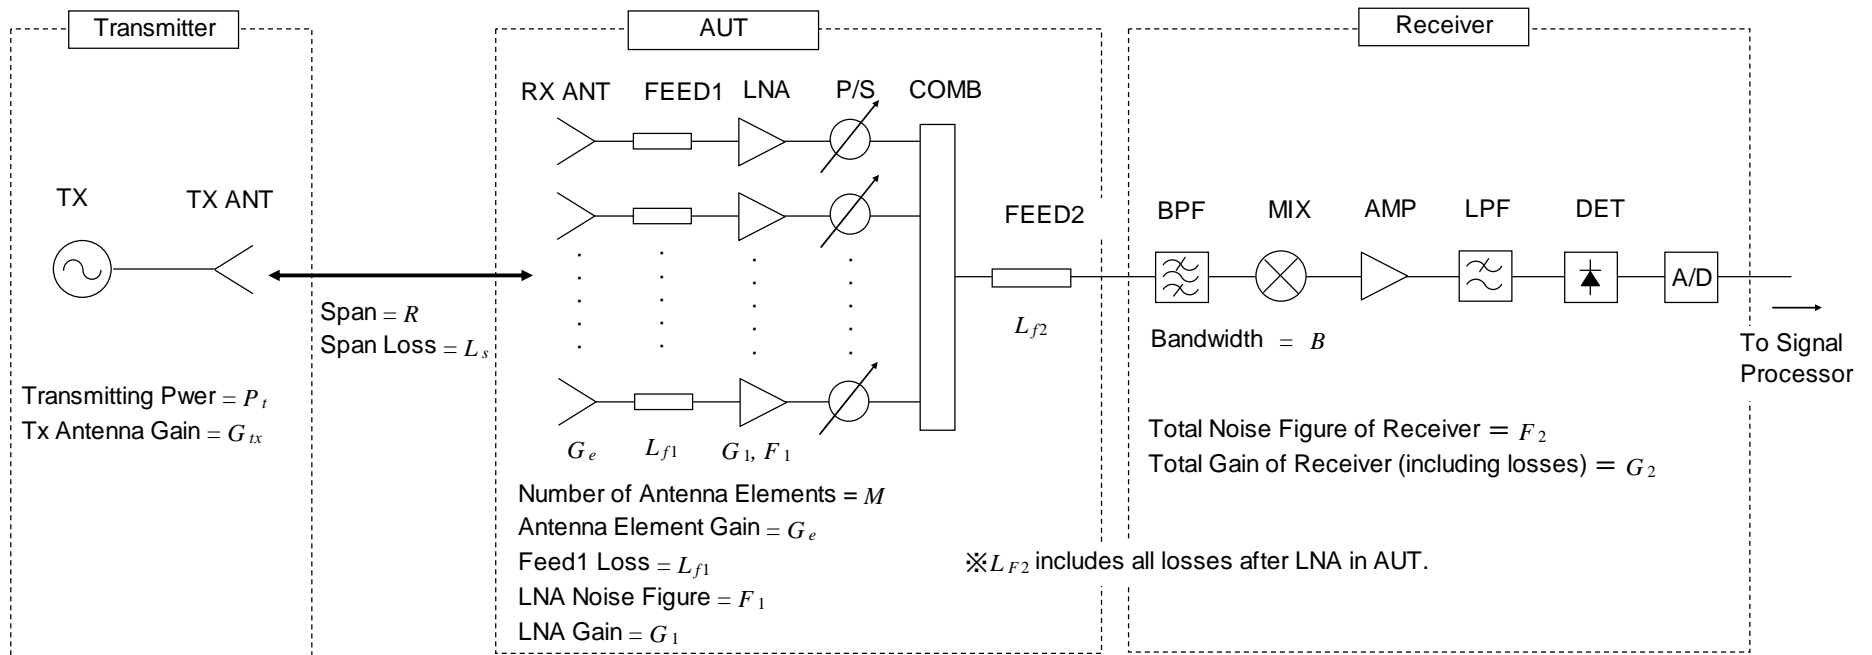 Transmitter
AUT
Receiver
RX ANT FEED1 LNA P/S COMB
TX TX ANT
FEED2
BPF MIX AMP LPF DET
A/D
Span = R
Span Loss = Ls
Lf2
Bandwidth = B
To Signal
Processor
Transmitting Pwer = Pt
Tx Antenna Gain = Gtx
Ge Lf1 G1, F1
Total Noise Figure of Receiver = F2
Total Gain of Receiver (including losses) = G2
Number of Antenna Elements = M
Antenna Element Gain = Ge
Feed1 Loss = Lf1
LNA Noise Figure = F1
LNA Gain = G1
※LF2 includes all losses after LNA in AUT.